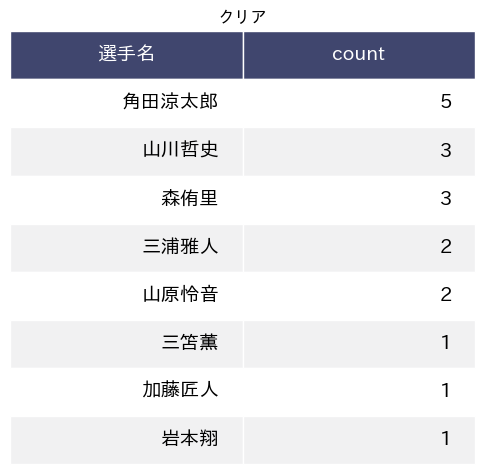 クリア
選手名 count
角田涼太郎 5
山川哲史 3
森侑里 3
三浦雅人 2
山原怜音 2
三笘薫 1
加藤匠人 1
岩本翔 1